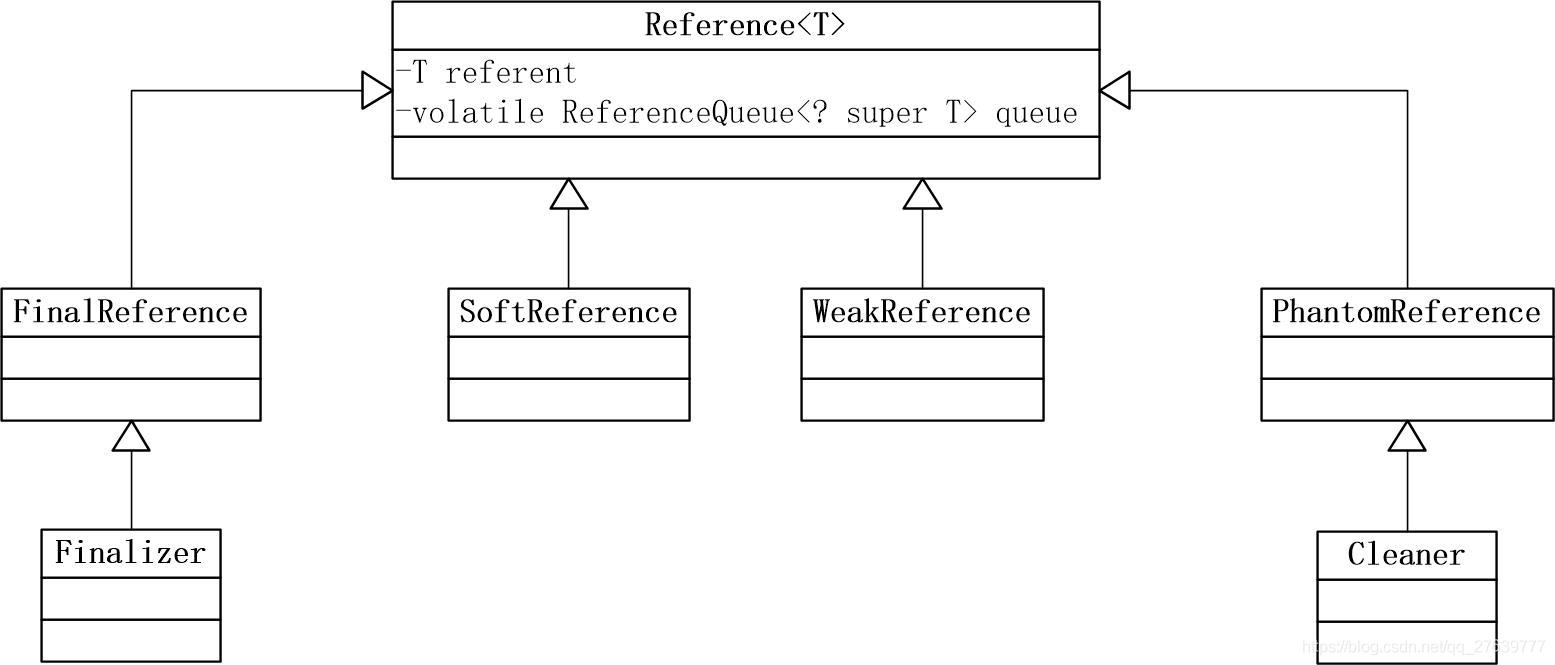 Reference<T>
-T referent
-volatile ReferenceQueue<? super T> queue
FinalReference
SoftReference
WeakReference
PhantomReference
Finalizer
Cleaner
https://blog.csdn.net/qq_27639777